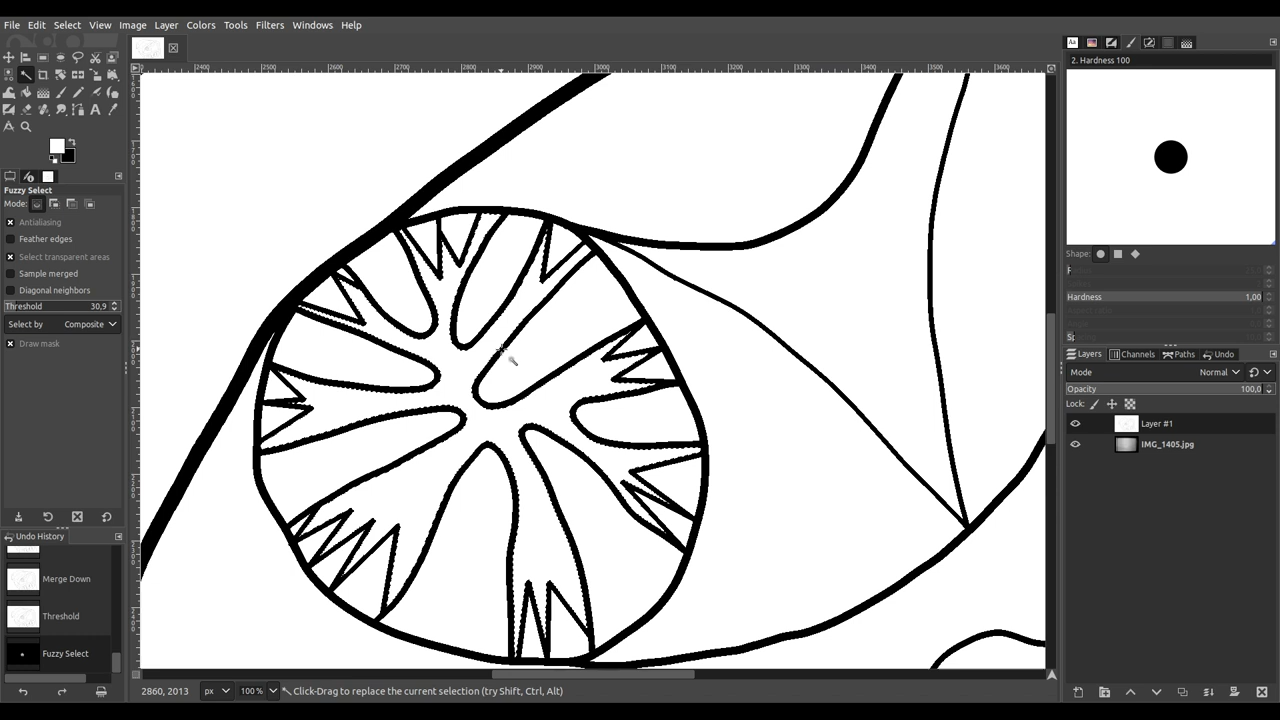 File Edit Select View Image Layer Colors Tools Filters Windows Help
2400 2500 2600 2700 2800 2900 3000 3100 3200 3300 3400 3500 3600
2. Hardness 100
Fuzzy Select
Mode:
Antialiasing
Feather edges
Select transparent areas
Sample merged
Diagonal neighbors
Threshold 30,9
Select by Composite
Draw mask
Shape:
Hardness 1,00
Layers Channels Paths Undo
Mode Normal
Opacity 100,0
Lock:
Layer #1
IMG_1405.jpg
Undo History
Merge Down
Threshold
Fuzzy Select
2860, 2013 px 100 % Click-Drag to replace the current selection (try Shift, Ctrl, Alt)